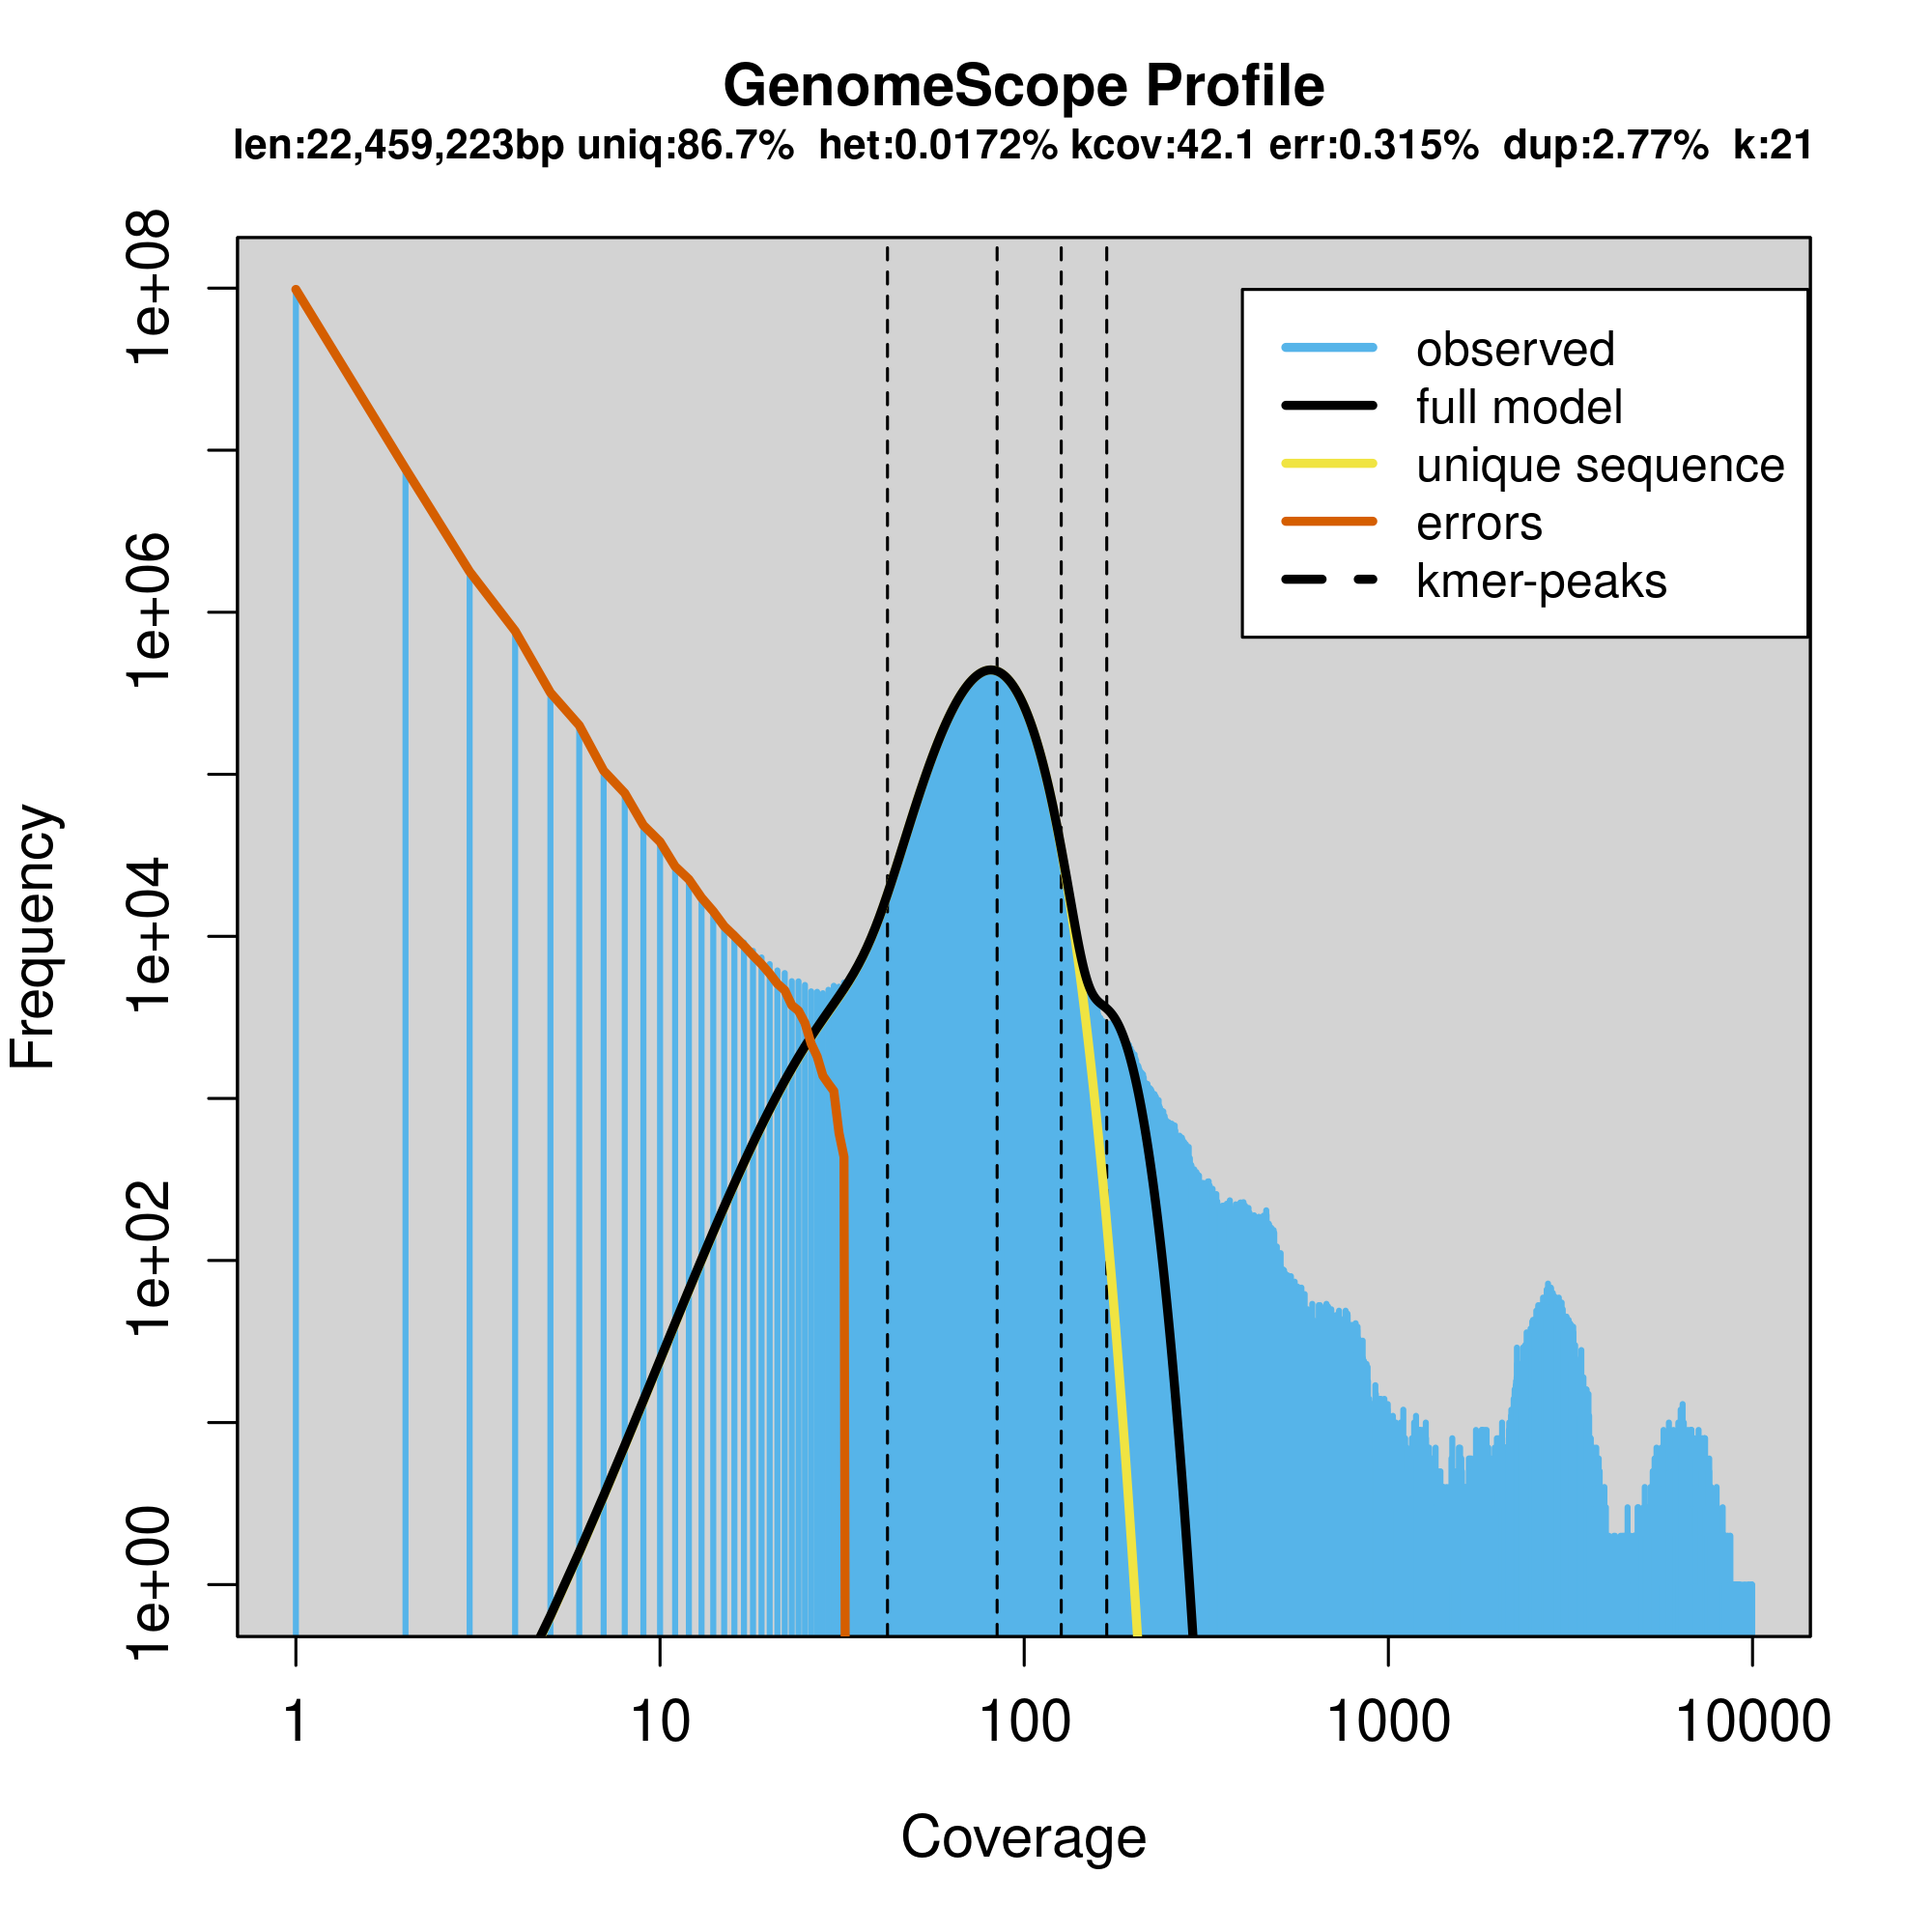 GenomeScope Profile
len:22,459,223bp uniq:86.7% het:0.0172% kcov:42.1 err:0.315% dup:2.77% k:21
observed
full model
unique sequence
errors
kmer-peaks
Frequency
1e+08
1e+06
1e+04
1e+02
1e+00
1 10 100 1000 10000
Coverage